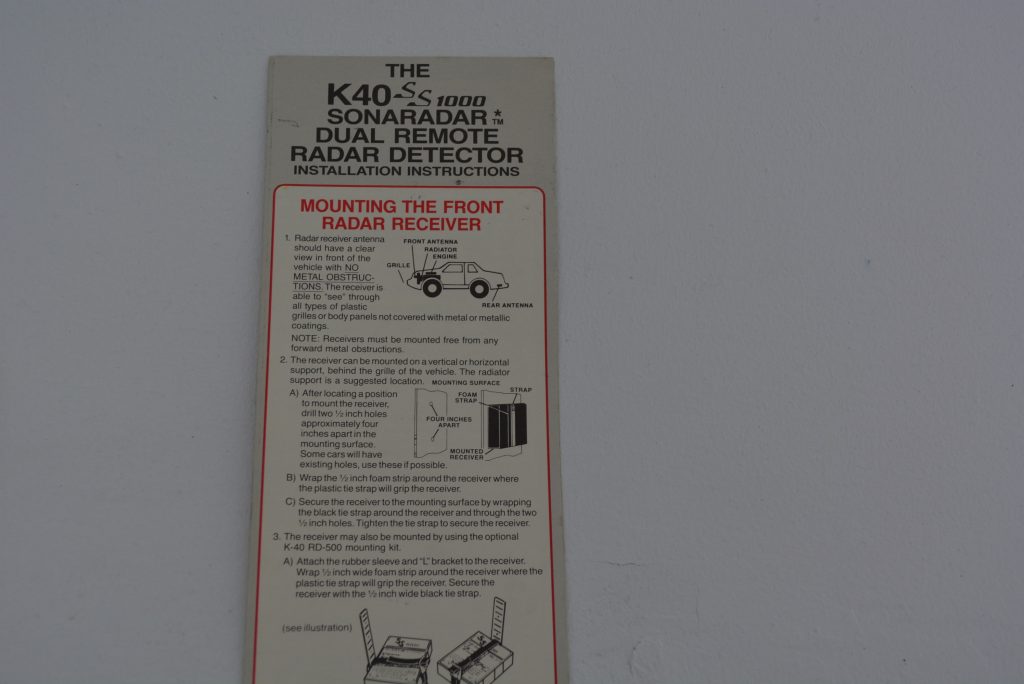 THE
K40 SS 1000
SONARADAR *™
DUAL REMOTE
RADAR DETECTOR
INSTALLATION INSTRUCTIONS
MOUNTING THE FRONT
RADAR RECEIVER
1. Radar receiver antenna
should have a clear
view in front of the
vehicle with NO
METAL OBSTRUC-
TIONS. The receiver is
able to "see" through
all types of plastic
grilles or body panels not covered with metal or metallic
coatings.
FRONT ANTENNA
RADIATOR
ENGINE
GRILLE
REAR ANTENNA
NOTE: Receivers must be mounted free from any
forward metal obstructions.
2. The receiver can be mounted on a vertical or horizontal
support, behind the grille of the vehicle. The radiator
support is a suggested location.
MOUNTING SURFACE
STRAP
FOAM
STRAP
FOUR INCHES
APART
MOUNTED
RECEIVER
A) After locating a position
to mount the receiver,
drill two ½ inch holes
approximately four
inches apart in the
mounting surface.
Some cars will have
existing holes, use these if possible.
B) Wrap the ½ inch foam strip around the receiver where
the plastic tie strap will grip the receiver.
C) Secure the receiver to the mounting surface by wrapping
the black tie strap around the receiver and through the two
½ inch holes. Tighten the tie strap to secure the receiver.
3. The receiver may also be mounted by using the optional
K-40 RD-500 mounting kit.
A) Attach the rubber sleeve and "L" bracket to the receiver.
Wrap ½ inch wide foam strip around the receiver where the
plastic tie strap will grip the receiver. Secure the
receiver with the ½ inch wide black tie strap.
(see illustration)